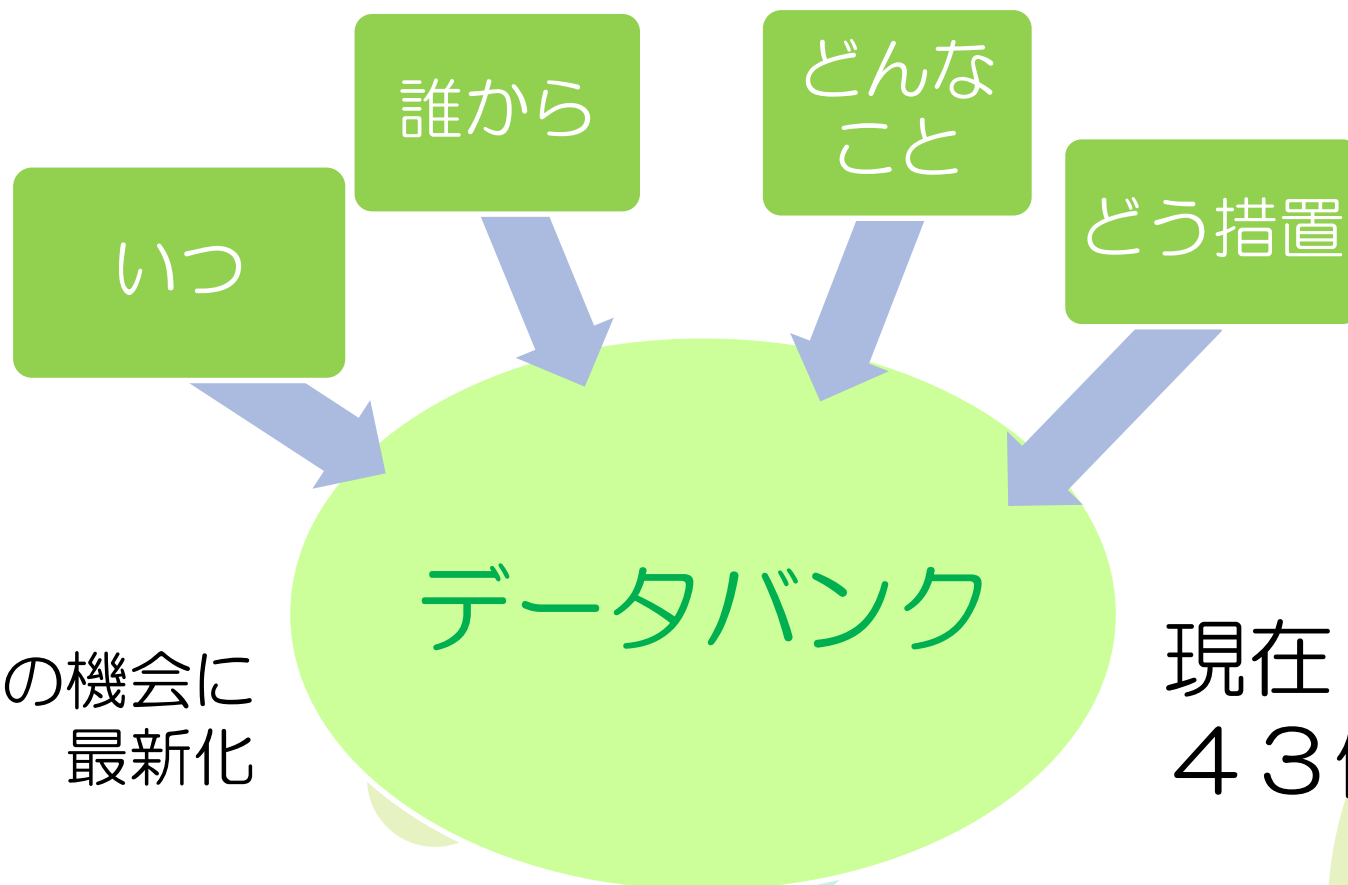 いつ
誰から
どんな
こと
どう措置
データバンク
の機会に
最新化
現在
４３